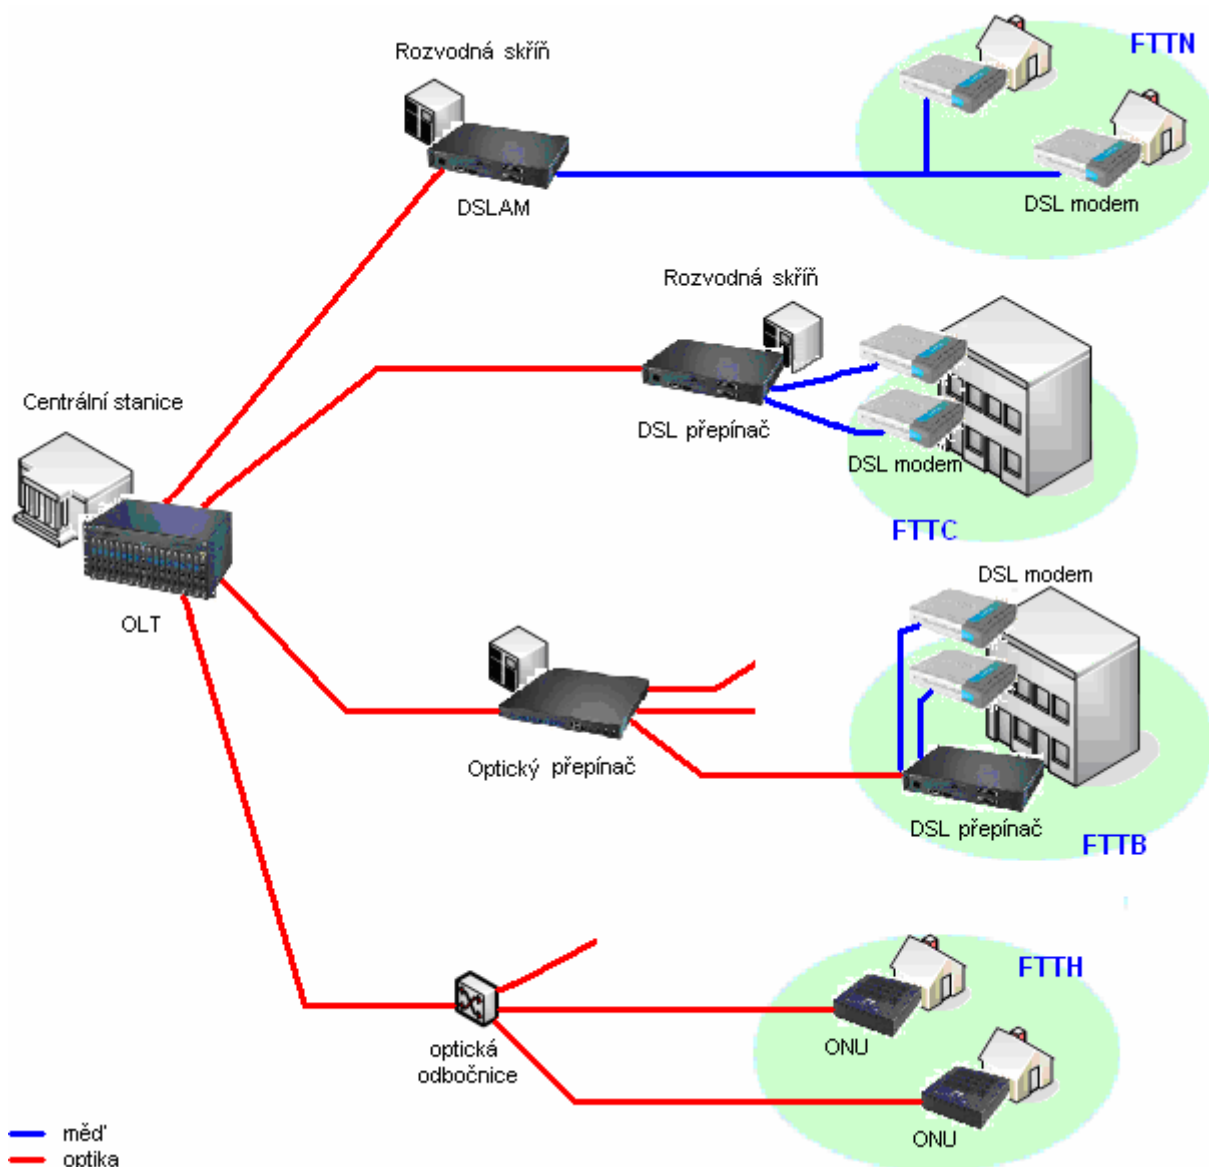 FTTN
Rozvodná skříň
DSLAM
DSL modem
Rozvodná skříň
Centrální stanice
DSL přepínač
DSL modem
FTTC
DSL modem
OLT
Optický přepínač
DSL přepínač
FTTB
FTTH
optická
odbočnice
ONU
ONU
měď
optika